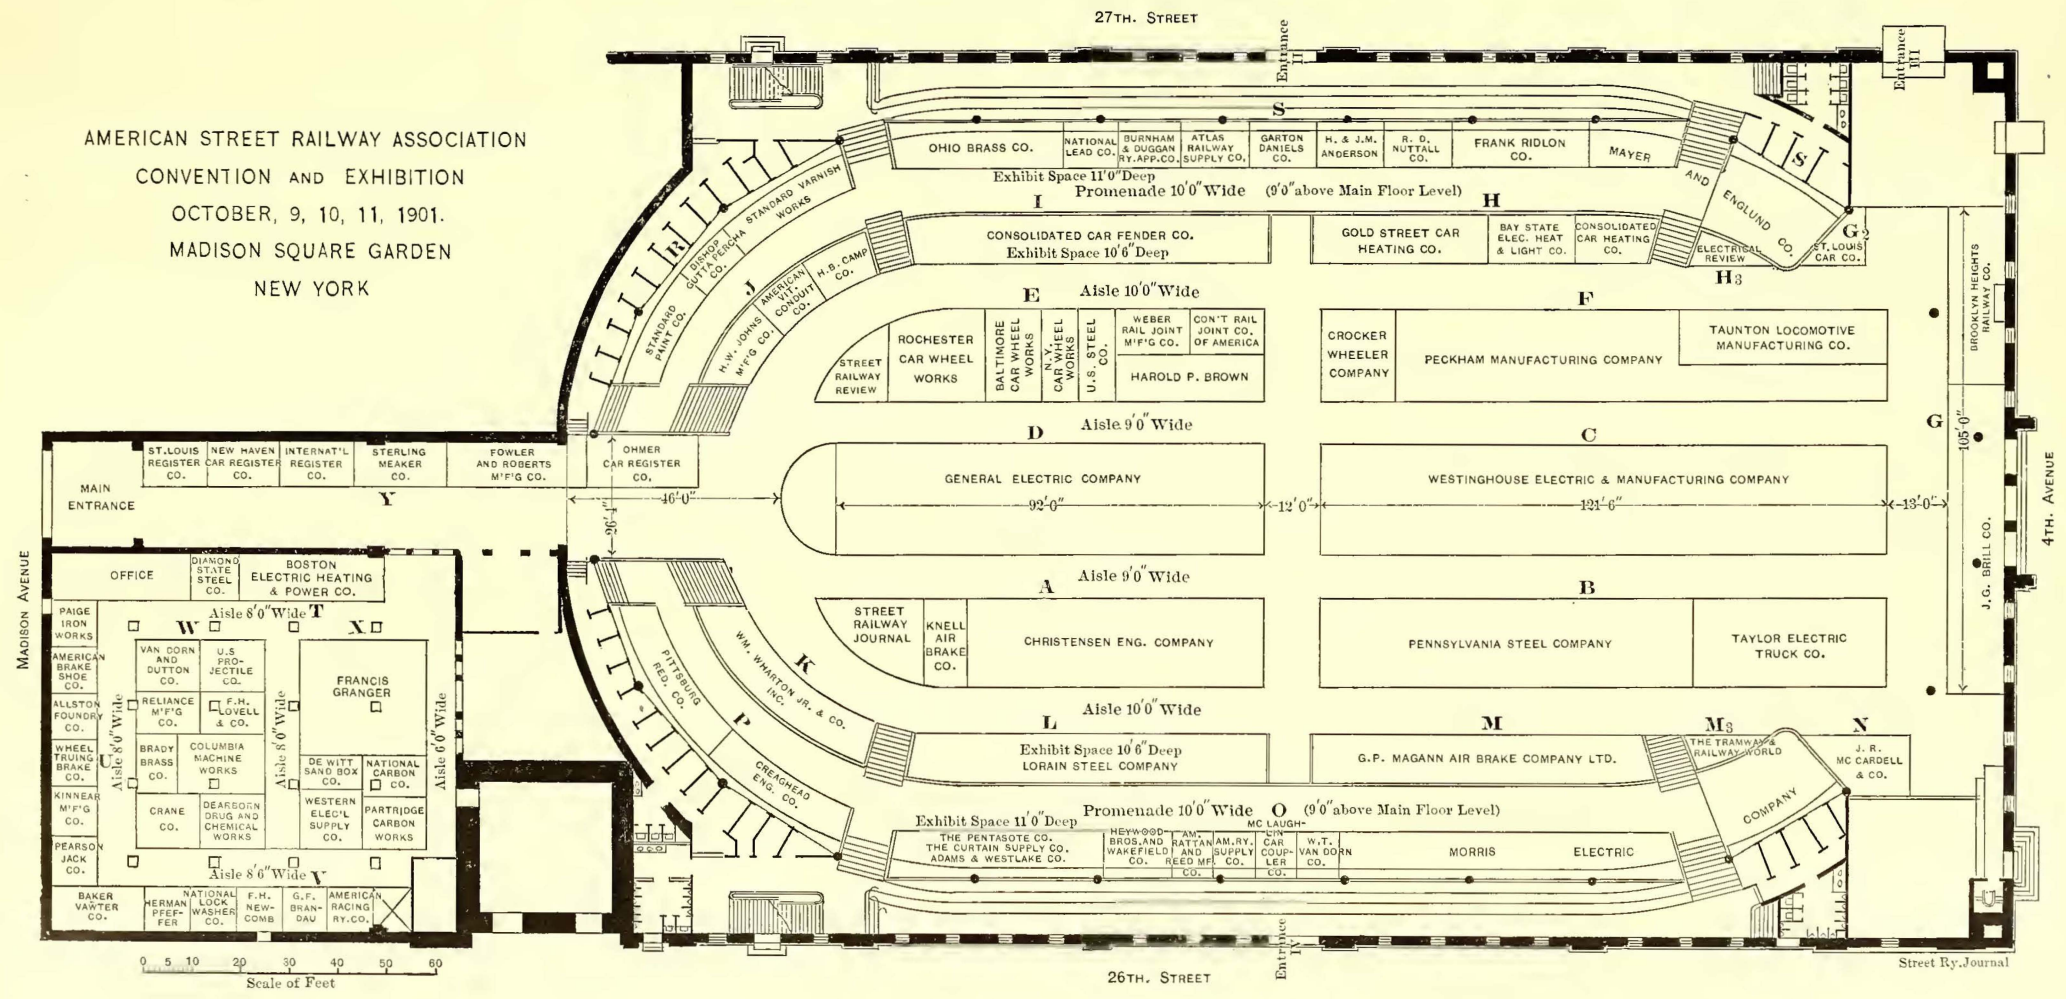 27TH. STREET
AMERICAN STREET RAILWAY ASSOCIATION
CONVENTION AND EXHIBITION
OCTOBER, 9, 10, 11, 1901.
MADISON SQUARE GARDEN
NEW YORK
Entrance
II
Entrance
III
S
OHIO BRASS CO.
NATIONAL
LEAD CO.
BURNHAM
& DUGGAN
RY.APP.CO.
ATLAS
RAILWAY
SUPPLY CO.
GARTON
DANIELS
CO.
H. & J.M.
ANDERSON
R. D.
NUTTALL
CO.
FRANK RIDLON
CO.
MAYER
AND
ENGLUND
CO.
S
Exhibit Space 11'0" Deep
Promenade 10'0" Wide (9'0" above Main Floor Level)
R
STANDARD VARNISH
WORKS
BISHOP
GUTTA PERCHA
CO.
STANDARD
PAINT CO.
J
H.B. CAMP
CO.
AMERICAN
VIT.
CONDUIT
CO.
H.W. JOHNS
M'F'G CO.
I
CONSOLIDATED CAR FENDER CO.
Exhibit Space 10'6" Deep
H
GOLD STREET CAR
HEATING CO.
BAY STATE
ELEC. HEAT
& LIGHT CO.
CONSOLIDATED
CAR HEATING
CO.
ELECTRICAL
REVIEW
H3
G2
ST. LOUIS
CAR CO.
BROOKLYN HEIGHTS
RAILWAY CO.
Aisle 10'0" Wide
E
STREET
RAILWAY
REVIEW
ROCHESTER
CAR WHEEL
WORKS
BALTIMORE
CAR WHEEL
WORKS
N.Y.
CAR WHEEL
WORKS
U.S. STEEL
CO.
WEBER
RAIL JOINT
M'F'G CO.
CON'T RAIL
JOINT CO.
OF AMERICA
HAROLD P. BROWN
F
CROCKER
WHEELER
COMPANY
PECKHAM MANUFACTURING COMPANY
TAUNTON LOCOMOTIVE
MANUFACTURING CO.
Aisle 9'0" Wide
G
105'-0"
J.G. BRILL CO.
4TH. AVENUE
D
GENERAL ELECTRIC COMPANY
92'-0"
12'0"
C
WESTINGHOUSE ELECTRIC & MANUFACTURING COMPANY
121'-6"
13'-0"
MAIN
ENTRANCE
ST.LOUIS
REGISTER
CO.
NEW HAVEN
CAR REGISTER
CO.
INTERNAT'L
REGISTER
CO.
STERLING
MEAKER
CO.
FOWLER
AND ROBERTS
M'F'G CO.
OHMER
CAR REGISTER
CO.
Y
46'-0"
26'-4"
MADISON AVENUE
Aisle 9'0" Wide
A
STREET
RAILWAY
JOURNAL
KNELL
AIR
BRAKE
CO.
CHRISTENSEN ENG. COMPANY
B
PENNSYLVANIA STEEL COMPANY
TAYLOR ELECTRIC
TRUCK CO.
OFFICE
DIAMOND
STATE
STEEL
CO.
BOSTON
ELECTRIC HEATING
& POWER CO.
Aisle 8'0" Wide T
PAIGE
IRON
WORKS
AMERICAN
BRAKE
SHOE
CO.
ALLSTON
FOUNDRY
CO.
WHEEL
TRUING
BRAKE
CO.
KINNEAR
M'F'G
CO.
PEARSON
JACK
CO.
U
Aisle 8'0" Wide
W
VAN DORN
AND
DUTTON
CO.
U.S
PRO-
JECTILE
CO.
RELIANCE
M'F'G
CO.
F.H.
LOVELL
& CO.
BRADY
BRASS
CO.
COLUMBIA
MACHINE
WORKS
CRANE
CO.
DEARBORN
DRUG AND
CHEMICAL
WORKS
Aisle 8'0" Wide
X
FRANCIS
GRANGER
DE WITT
SAND BOX
CO.
NATIONAL
CARBON
CO.
WESTERN
ELEC'L
SUPPLY
CO.
PARTRIDGE
CARBON
WORKS
Aisle 6'0" Wide
Aisle 8'6" Wide V
BAKER
VAWTER
CO.
HERMAN
PFEF-
FER
NATIONAL
LOCK
WASHER
CO.
F.H.
NEW-
COMB
G.F.
BRAN-
DAU
AMERICAN
RACING
RY.CO.
0 5 10 20 30 40 50 60
Scale of Feet
K
WM. WHARTON JR. & CO.
INC.
P
PITTSBURG
RED. CO.
CREAGHEAD
ENG. CO.
Aisle 10'0" Wide
L
Exhibit Space 10'6" Deep
LORAIN STEEL COMPANY
M
G.P. MAGANN AIR BRAKE COMPANY LTD.
M3
THE TRAMWAY &
RAILWAY WORLD
N
J. R.
MC CARDELL
& CO.
Promenade 10'0" Wide O (9'0" above Main Floor Level)
Exhibit Space 11'0" Deep
THE PENTASOTE CO.
THE CURTAIN SUPPLY CO.
ADAMS & WESTLAKE CO.
HEYWOOD
BROS.AND
WAKEFIELD
CO.
AM.
RATTAN
AND
REED MF.
CO.
AM.RY.
SUPPLY
CO.
MC LAUGH-
LIN
CAR
COUP-
LER
CO.
W.T.
VAN DORN
CO.
MORRIS ELECTRIC
COMPANY
Entrance
IV
26TH. STREET
Street Ry.Journal